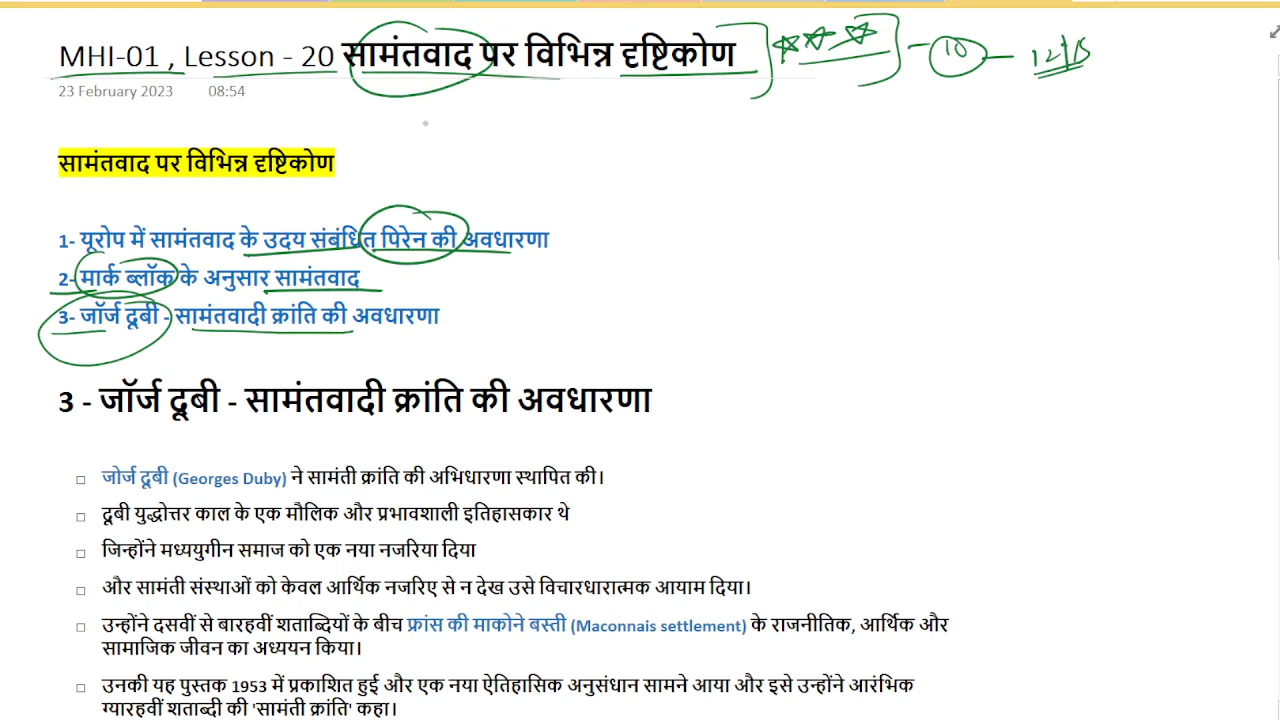 MHI-01 , Lesson - 20 सामंतवाद पर विभिन्न दृष्टिकोण
10
23 February 2023 08:54
सामंतवाद पर विभिन्न दृष्टिकोण
1- यूरोप में सामंतवाद के उदय संबंधित पिरेन की अवधारणा
2- मार्क ब्लॉक के अनुसार सामंतवाद
3- जॉर्ज दूबी - सामंतवादी क्रांति की अवधारणा
3 - जॉर्ज दूबी - सामंतवादी क्रांति की अवधारणा
जोर्ज दूबी (Georges Duby) ने सामंती क्रांति की अभिधारणा स्थापित की।
दूबी युद्धोत्तर काल के एक मौलिक और प्रभावशाली इतिहासकार थे
जिन्होंने मध्ययुगीन समाज को एक नया नजरिया दिया
और सामंती संस्थाओं को केवल आर्थिक नजरिए से न देख उसे विचारधारात्मक आयाम दिया।
उन्होंने दसवीं से बारहवीं शताब्दियों के बीच फ्रांस की माकोने बस्ती (Maconnais settlement) के राजनीतिक, आर्थिक और
सामाजिक जीवन का अध्ययन किया।
उनकी यह पुस्तक 1953 में प्रकाशित हुई और एक नया ऐतिहासिक अनुसंधान सामने आया और इसे उन्होंने आरंभिक
ग्यारहवीं शताब्दी की 'सामंती क्रांति' कहा।